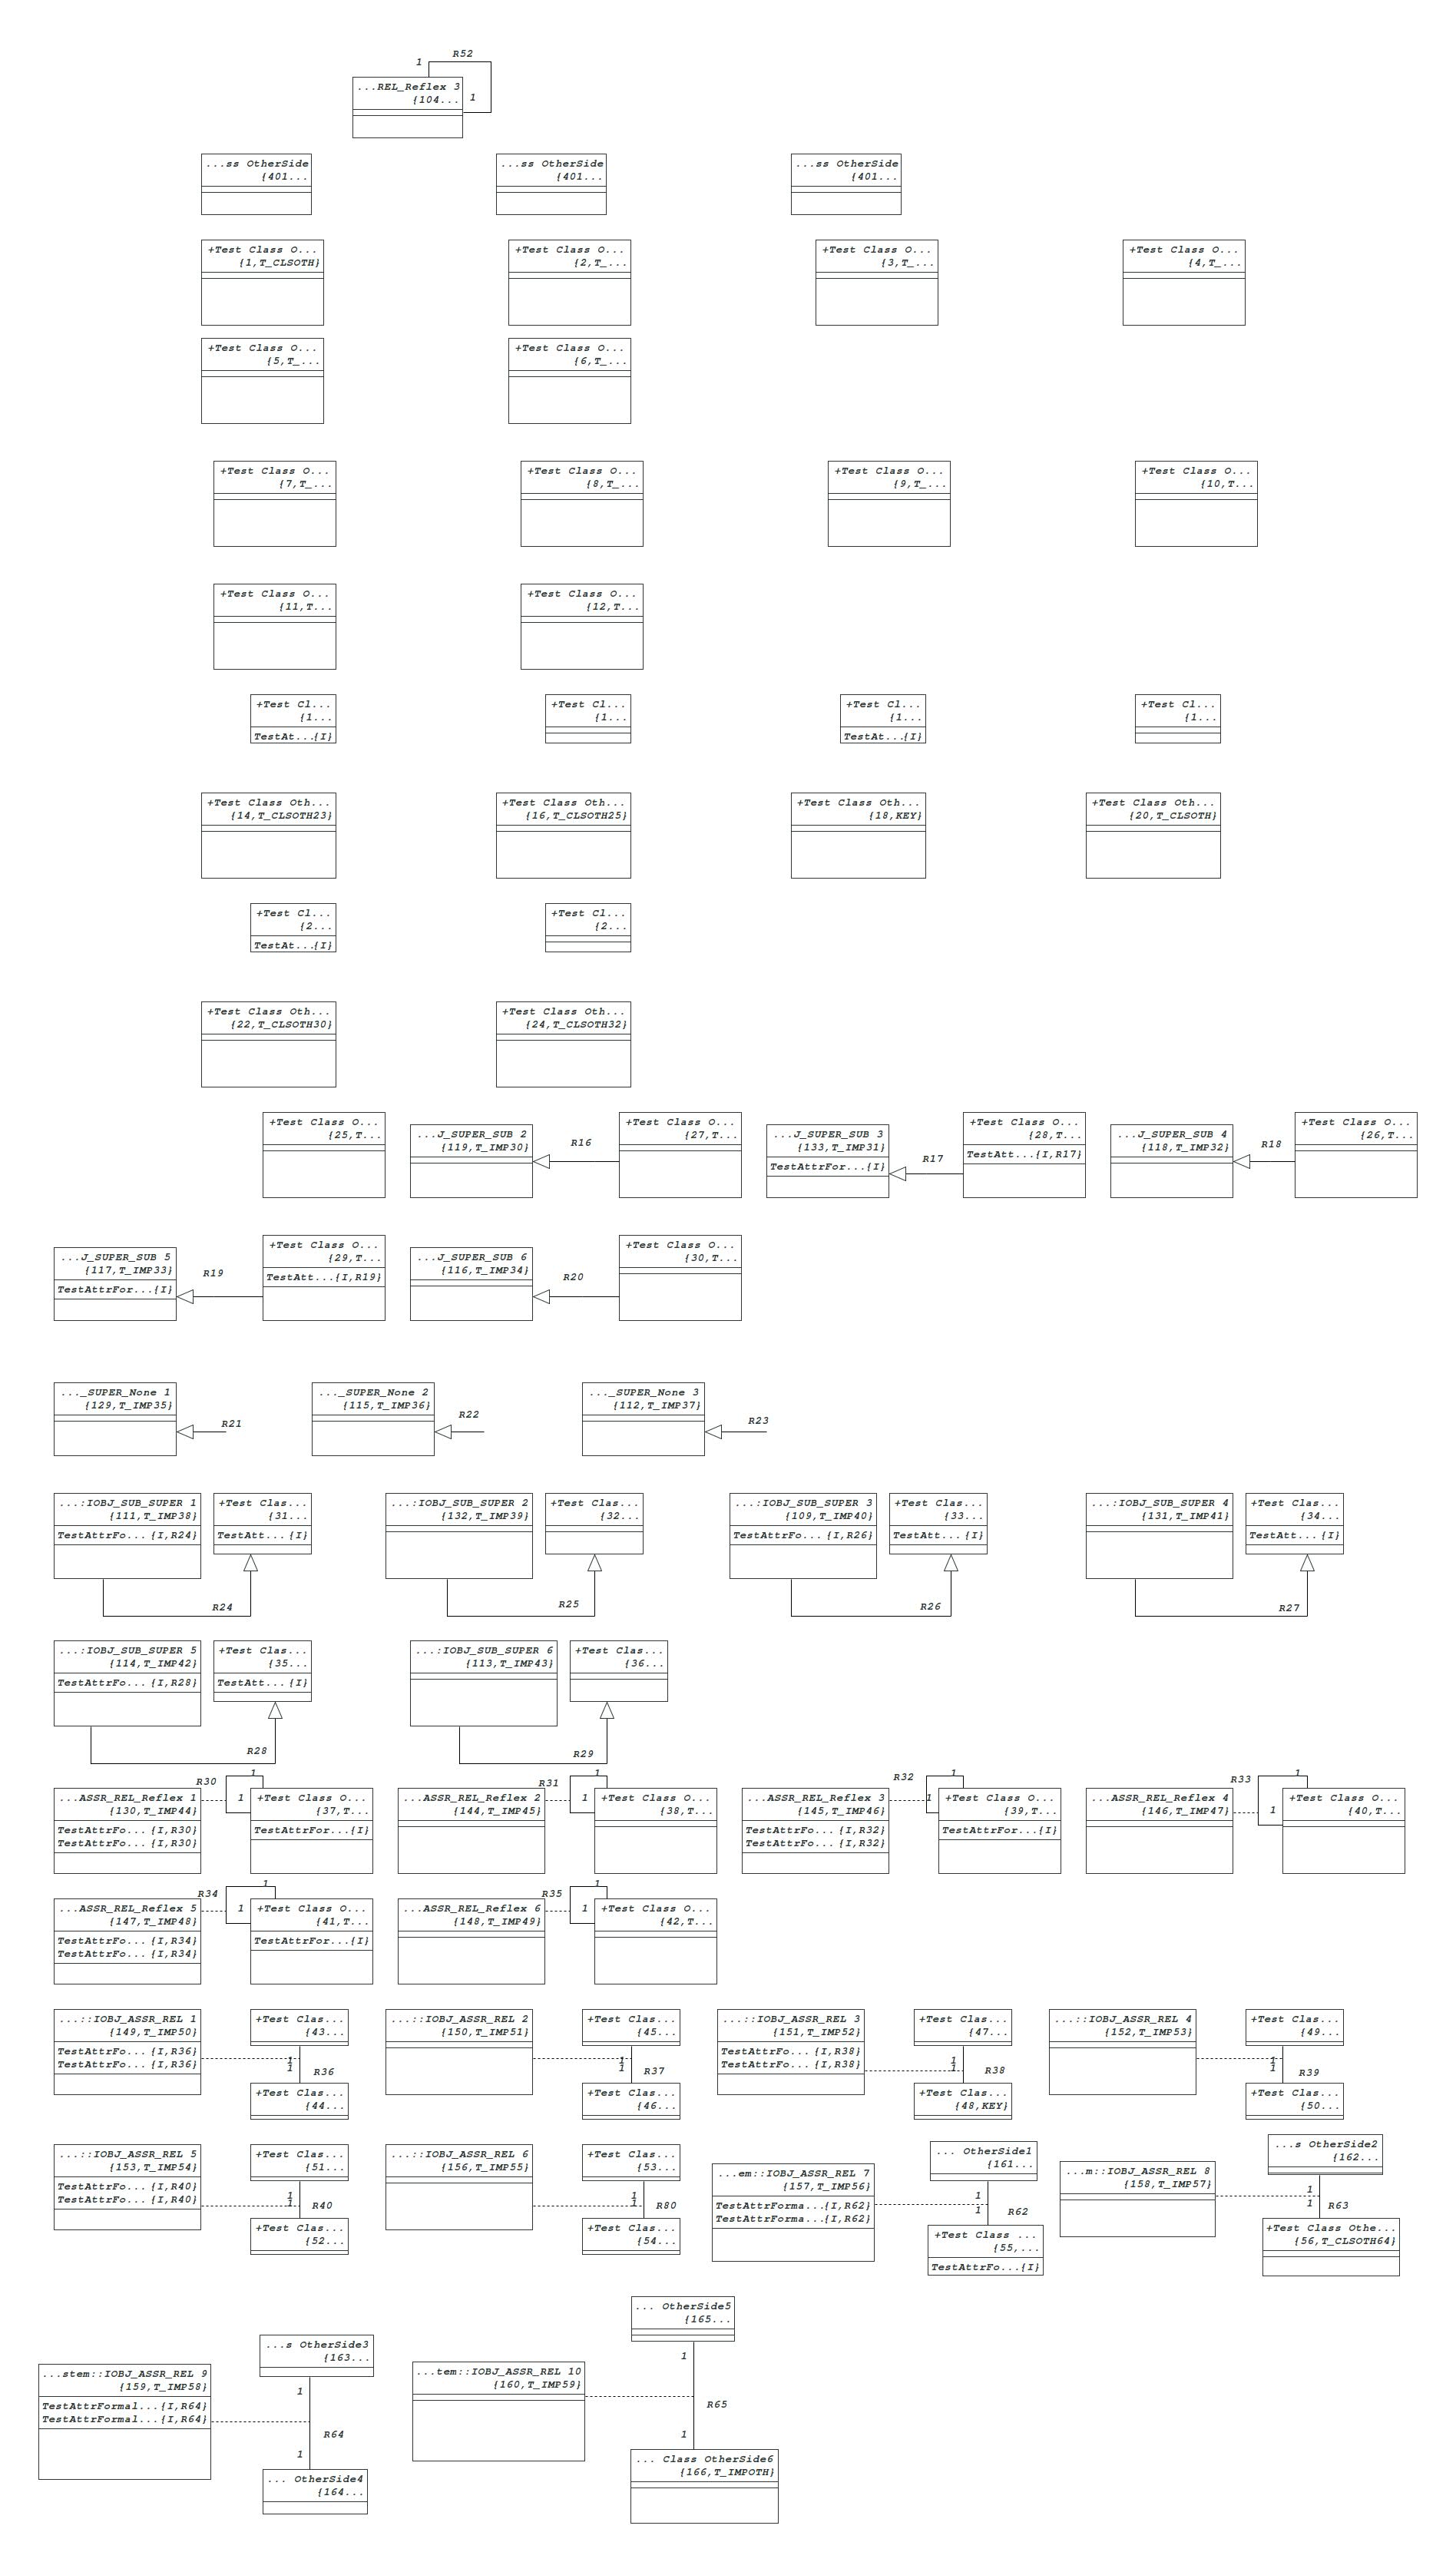 R52
1
...REL_Reflex 3
{104...
1
...ss OtherSide
{401...
...ss OtherSide
{401...
...ss OtherSide
{401...
+Test Class O...
{1,T_CLSOTH}
+Test Class O...
{2,T_...
+Test Class O...
{3,T_...
+Test Class O...
{4,T_...
+Test Class O...
{5,T_...
+Test Class O...
{6,T_...
+Test Class O...
{7,T_...
+Test Class O...
{8,T_...
+Test Class O...
{9,T_...
+Test Class O...
{10,T...
+Test Class O...
{11,T...
+Test Class O...
{12,T...
+Test Cl...
{1...
TestAt...{I}
+Test Cl...
{1...
+Test Cl...
{1...
TestAt...{I}
+Test Cl...
{1...
+Test Class Oth...
{14,T_CLSOTH23}
+Test Class Oth...
{16,T_CLSOTH25}
+Test Class Oth...
{18,KEY}
+Test Class Oth...
{20,T_CLSOTH}
+Test Cl...
{2...
TestAt...{I}
+Test Cl...
{2...
+Test Class Oth...
{22,T_CLSOTH30}
+Test Class Oth...
{24,T_CLSOTH32}
+Test Class O...
{25,T...
...J_SUPER_SUB 2
{119,T_IMP30}
R16
+Test Class O...
{27,T...
...J_SUPER_SUB 3
{133,T_IMP31}
TestAttrFor...{I}
R17
+Test Class O...
{28,T...
TestAtt...{I,R17}
...J_SUPER_SUB 4
{118,T_IMP32}
R18
+Test Class O...
{26,T...
...J_SUPER_SUB 5
{117,T_IMP33}
TestAttrFor...{I}
R19
+Test Class O...
{29,T...
TestAtt...{I,R19}
...J_SUPER_SUB 6
{116,T_IMP34}
R20
+Test Class O...
{30,T...
..._SUPER_None 1
{129,T_IMP35}
R21
..._SUPER_None 2
{115,T_IMP36}
R22
..._SUPER_None 3
{112,T_IMP37}
R23
...:IOBJ_SUB_SUPER 1
{111,T_IMP38}
TestAttrFo...{I,R24}
+Test Clas...
{31...
TestAtt...{I}
R24
...:IOBJ_SUB_SUPER 2
{132,T_IMP39}
+Test Clas...
{32...
R25
...:IOBJ_SUB_SUPER 3
{109,T_IMP40}
TestAttrFo...{I,R26}
+Test Clas...
{33...
TestAtt...{I}
R26
...:IOBJ_SUB_SUPER 4
{131,T_IMP41}
+Test Clas...
{34...
TestAtt...{I}
R27
...:IOBJ_SUB_SUPER 5
{114,T_IMP42}
TestAttrFo...{I,R28}
+Test Clas...
{35...
TestAtt...{I}
R28
...:IOBJ_SUB_SUPER 6
{113,T_IMP43}
+Test Clas...
{36...
R29
R30
1
...ASSR_REL_Reflex 1
{130,T_IMP44}
TestAttrFo...{I,R30}
TestAttrFo...{I,R30}
1
+Test Class O...
{37,T...
TestAttrFor...{I}
R31
1
...ASSR_REL_Reflex 2
{144,T_IMP45}
1
+Test Class O...
{38,T...
R32
1
...ASSR_REL_Reflex 3
{145,T_IMP46}
TestAttrFo...{I,R32}
TestAttrFo...{I,R32}
1
+Test Class O...
{39,T...
TestAttrFor...{I}
R33
1
...ASSR_REL_Reflex 4
{146,T_IMP47}
1
+Test Class O...
{40,T...
R34
1
...ASSR_REL_Reflex 5
{147,T_IMP48}
TestAttrFo...{I,R34}
TestAttrFo...{I,R34}
1
+Test Class O...
{41,T...
TestAttrFor...{I}
R35
1
...ASSR_REL_Reflex 6
{148,T_IMP49}
1
+Test Class O...
{42,T...
...::IOBJ_ASSR_REL 1
{149,T_IMP50}
TestAttrFo...{I,R36}
TestAttrFo...{I,R36}
+Test Clas...
{43...
1
1
R36
+Test Clas...
{44...
...::IOBJ_ASSR_REL 2
{150,T_IMP51}
+Test Clas...
{45...
1
1
R37
+Test Clas...
{46...
...::IOBJ_ASSR_REL 3
{151,T_IMP52}
TestAttrFo...{I,R38}
TestAttrFo...{I,R38}
+Test Clas...
{47...
1
1
R38
+Test Clas...
{48,KEY}
...::IOBJ_ASSR_REL 4
{152,T_IMP53}
+Test Clas...
{49...
1
1
R39
+Test Clas...
{50...
...::IOBJ_ASSR_REL 5
{153,T_IMP54}
TestAttrFo...{I,R40}
TestAttrFo...{I,R40}
+Test Clas...
{51...
1
1
R40
+Test Clas...
{52...
...::IOBJ_ASSR_REL 6
{156,T_IMP55}
+Test Clas...
{53...
1
1
R80
+Test Clas...
{54...
...em::IOBJ_ASSR_REL 7
{157,T_IMP56}
TestAttrForma...{I,R62}
TestAttrForma...{I,R62}
... OtherSide1
{161...
1
1
R62
+Test Class ...
{55,...
TestAttrFo...{I}
...m::IOBJ_ASSR_REL 8
{158,T_IMP57}
...s OtherSide2
{162...
1
1
R63
+Test Class Othe...
{56,T_CLSOTH64}
...stem::IOBJ_ASSR_REL 9
{159,T_IMP58}
TestAttrFormal...{I,R64}
TestAttrFormal...{I,R64}
...s OtherSide3
{163...
1
R64
1
... OtherSide4
{164...
...tem::IOBJ_ASSR_REL 10
{160,T_IMP59}
... OtherSide5
{165...
1
R65
1
... Class OtherSide6
{166,T_IMPOTH}